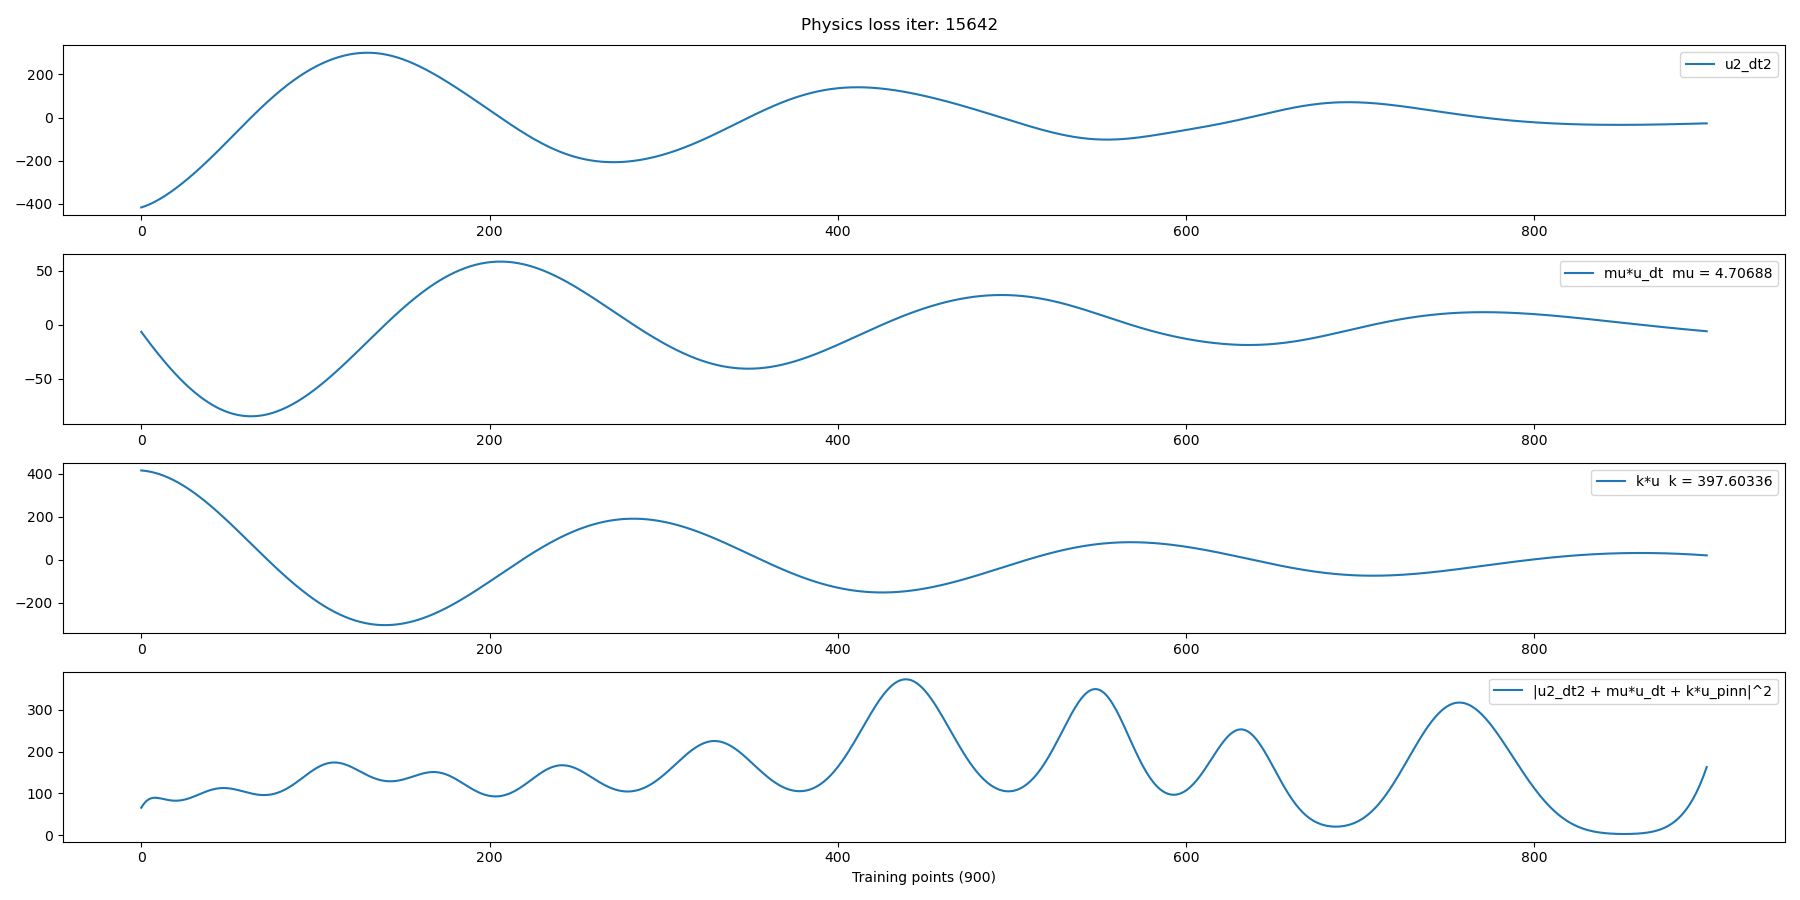 Physics loss iter: 15642
200
0
−200
−400
u2_dt2
0 200 400 600 800
50
0
−50
mu*u_dt mu = 4.70688
0 200 400 600 800
400
200
0
−200
k*u k = 397.60336
0 200 400 600 800
300
200
100
0
|u2_dt2 + mu*u_dt + k*u_pinn|^2
0 200 400 600 800
Training points (900)